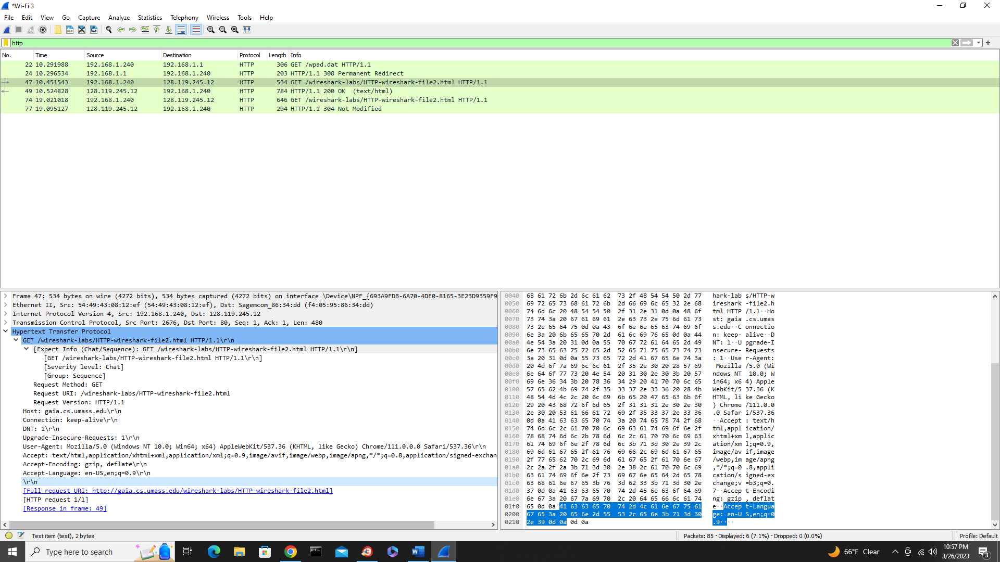 *Wi-Fi 3
File Edit View Go Capture Analyze Statistics Telephony Wireless Tools Help
http
No. Time Source Destination Protocol Length Info
22 10.291988 192.168.1.240 192.168.1.1 HTTP 306 GET /wpad.dat HTTP/1.1
24 10.296534 192.168.1.1 192.168.1.240 HTTP 203 HTTP/1.1 308 Permanent Redirect
47 10.451543 192.168.1.240 128.119.245.12 HTTP 534 GET /wireshark-labs/HTTP-wireshark-file2.html HTTP/1.1
49 10.524828 128.119.245.12 192.168.1.240 HTTP 784 HTTP/1.1 200 OK (text/html)
74 19.021018 192.168.1.240 128.119.245.12 HTTP 646 GET /wireshark-labs/HTTP-wireshark-file2.html HTTP/1.1
77 19.095127 128.119.245.12 192.168.1.240 HTTP 294 HTTP/1.1 304 Not Modified
Frame 47: 534 bytes on wire (4272 bits), 534 bytes captured (4272 bits) on interface \Device\NPF_{693A9FDB-6A70-4DE0-8165-3E23D9359F9
Ethernet II, Src: 54:49:43:08:12:ef (54:49:43:08:12:ef), Dst: Sagemcom_86:34:dd (f4:05:95:86:34:dd)
Internet Protocol Version 4, Src: 192.168.1.240, Dst: 128.119.245.12
Transmission Control Protocol, Src Port: 2676, Dst Port: 80, Seq: 1, Ack: 1, Len: 480
Hypertext Transfer Protocol
GET /wireshark-labs/HTTP-wireshark-file2.html HTTP/1.1\r\n
[Expert Info (Chat/Sequence): GET /wireshark-labs/HTTP-wireshark-file2.html HTTP/1.1\r\n]
[GET /wireshark-labs/HTTP-wireshark-file2.html HTTP/1.1\r\n]
[Severity level: Chat]
[Group: Sequence]
Request Method: GET
Request URI: /wireshark-labs/HTTP-wireshark-file2.html
Request Version: HTTP/1.1
Host: gaia.cs.umass.edu\r\n
Connection: keep-alive\r\n
DNT: 1\r\n
Upgrade-Insecure-Requests: 1\r\n
User-Agent: Mozilla/5.0 (Windows NT 10.0; Win64; x64) AppleWebKit/537.36 (KHTML, like Gecko) Chrome/111.0.0.0 Safari/537.36\r\n
Accept: text/html,application/xhtml+xml,application/xml;q=0.9,image/avif,image/webp,image/apng,*/*;q=0.8,application/signed-exchan
Accept-Encoding: gzip, deflate\r\n
Accept-Language: en-US,en;q=0.9\r\n
\r\n
[Full request URI: http://gaia.cs.umass.edu/wireshark-labs/HTTP-wireshark-file2.html]
[HTTP request 1/1]
[Response in frame: 49]
0040 68 61 72 6b 2d 6c 61 62 73 2f 48 54 54 50 2d 77 hark-lab s/HTTP-w
0050 69 72 65 73 68 61 72 6b 2d 66 69 6c 65 32 2e 68 ireshark -file2.h
0060 74 6d 6c 20 48 54 54 50 2f 31 2e 31 0d 0a 48 6f tml HTTP /1.1··Ho
0070 73 74 3a 20 67 61 69 61 2e 63 73 2e 75 6d 61 73 st: gaia .cs.umas
0080 73 2e 65 64 75 0d 0a 43 6f 6e 6e 65 63 74 69 6f s.edu··C onnectio
0090 6e 3a 20 6b 65 65 70 2d 61 6c 69 76 65 0d 0a 44 n: keep- alive··D
00a0 4e 54 3a 20 31 0d 0a 55 70 67 72 61 64 65 2d 49 NT: 1··U pgrade-I
00b0 6e 73 65 63 75 72 65 2d 52 65 71 75 65 73 74 73 nsecure- Requests
00c0 3a 20 31 0d 0a 55 73 65 72 2d 41 67 65 6e 74 3a : 1··Use r-Agent:
00d0 20 4d 6f 7a 69 6c 6c 61 2f 35 2e 30 20 28 57 69 Mozilla /5.0 (Wi
00e0 6e 64 6f 77 73 20 4e 54 20 31 30 2e 30 3b 20 57 ndows NT 10.0; W
00f0 69 6e 36 34 3b 20 78 36 34 29 20 41 70 70 6c 65 in64; x6 4) Apple
0100 57 65 62 4b 69 74 2f 35 33 37 2e 33 36 20 28 4b WebKit/5 37.36 (K
0110 48 54 4d 4c 2c 20 6c 69 6b 65 20 47 65 63 6b 6f HTML, li ke Gecko
0120 29 20 43 68 72 6f 6d 65 2f 31 31 31 2e 30 2e 30 ) Chrome /111.0.0
0130 2e 30 20 53 61 66 61 72 69 2f 35 33 37 2e 33 36 .0 Safar i/537.36
0140 0d 0a 41 63 63 65 70 74 3a 20 74 65 78 74 2f 68 ··Accept : text/h
0150 74 6d 6c 2c 61 70 70 6c 69 63 61 74 69 6f 6e 2f tml,appl ication/
0160 78 68 74 6d 6c 2b 78 6d 6c 2c 61 70 70 6c 69 63 xhtml+xm l,applic
0170 61 74 69 6f 6e 2f 78 6d 6c 3b 71 3d 30 2e 39 2c ation/xm l;q=0.9,
0180 69 6d 61 67 65 2f 61 76 69 66 2c 69 6d 61 67 65 image/av if,image
0190 2f 77 65 62 70 2c 69 6d 61 67 65 2f 61 70 6e 67 /webp,im age/apng
01a0 2c 2a 2f 2a 3b 71 3d 30 2e 38 2c 61 70 70 6c 69 ,*/*;q=0 .8,appli
01b0 63 61 74 69 6f 6e 2f 73 69 67 6e 65 64 2d 65 78 cation/s igned-ex
01c0 63 68 61 6e 67 65 3b 76 3d 62 33 3b 71 3d 30 2e change;v =b3;q=0.
01d0 37 0d 0a 41 63 63 65 70 74 2d 45 6e 63 6f 64 69 7··Accep t-Encodi
01e0 6e 67 3a 20 67 7a 69 70 2c 20 64 65 66 6c 61 74 ng: gzip , deflat
01f0 65 0d 0a 41 63 63 65 70 74 2d 4c 61 6e 67 75 61 e··Accep t-Langua
0200 67 65 3a 20 65 6e 2d 55 53 2c 65 6e 3b 71 3d 30 ge: en-U S,en;q=0
0210 2e 39 0d 0a 0d 0a .9····
Text item (text), 2 bytes Packets: 85 · Displayed: 6 (7.1%) · Dropped: 0 (0.0%) Profile: Default
Type here to search 66°F Clear 10:57 PM
3/26/2023
3